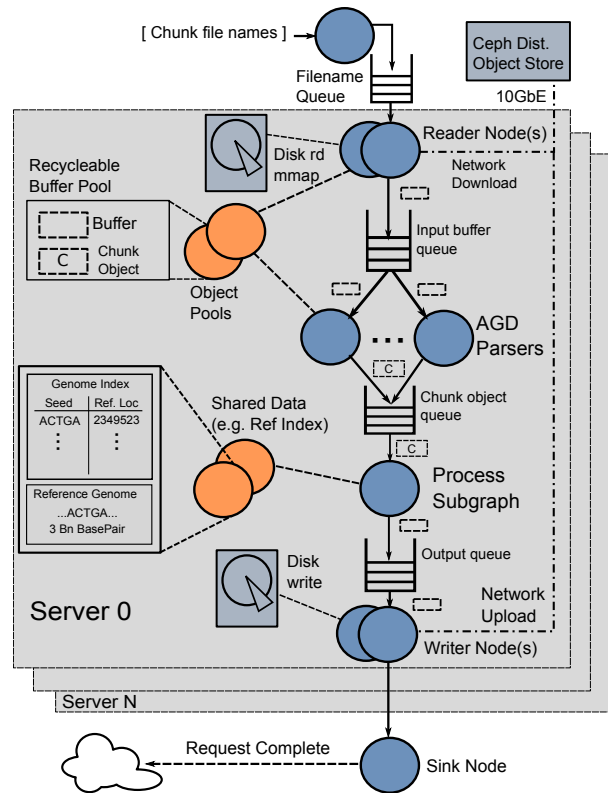 [ Chunk file names ]
Ceph Dist.
Object Store
Filename
Queue
10GbE
Reader Node(s)
Disk rd
mmap
Network
Download
Recycleable
Buffer Pool
Buffer
C
Chunk
Object
Input buffer
queue
Object
Pools
...
AGD
Parsers
C
Genome Index
Seed
Ref. Loc
ACTGA
2349523
Shared Data
(e.g. Ref Index)
Chunk object
queue
C
Process
Subgraph
Reference Genome
...ACTGA...
3 Bn BasePair
Output queue
Disk
write
Network
Upload
Server 0
Writer Node(s)
Server N
Request Complete
Sink Node